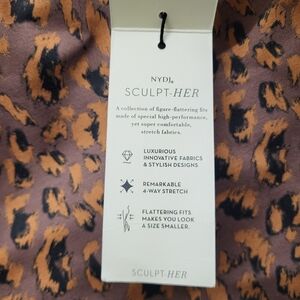 NYDJ®
SCULPT-HER
A collection of figure-flattering fits
made of special high-performance,
yet super comfortable,
stretch fabrics.
LUXURIOUS
INNOVATIVE FABRICS
& STYLISH DESIGNS
REMARKABLE
4-WAY STRETCH
FLATTERING FITS
MAKES YOU LOOK
A SIZE SMALLER.
SCULPT-HER